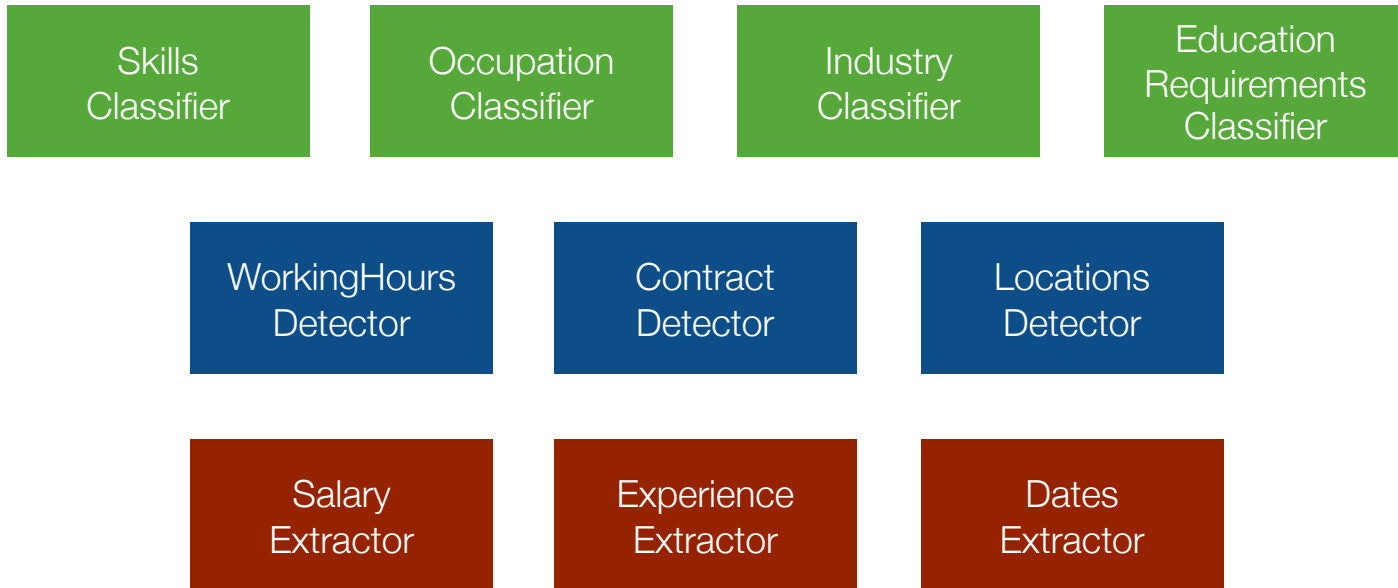 Skills
Classifier
Occupation
Classifier
Industry
Classifier
Education
Requirements
Classifier
WorkingHours
Detector
Contract
Detector
Locations
Detector
Salary
Extractor
Experience
Extractor
Dates
Extractor